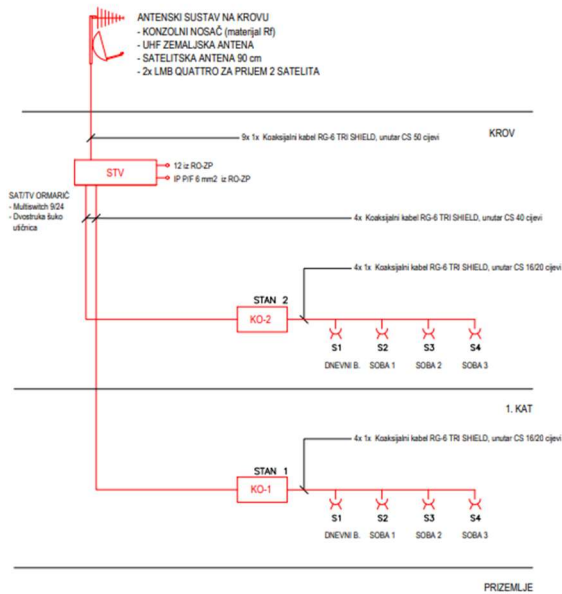 ANTENSKI SUSTAV NA KROVU
- KONZOLNI NOSAČ (materijal Rf)
- UHF ZEMALJSKA ANTENA
- SATELITSKA ANTENA 90 cm
- 2x LMB QUATTRO ZA PRIJEM 2 SATELITA
9x 1x Koaksijalni kabel RG-6 TRI SHIELD, unutar CS 50 cijevi
KROV
STV
12 iz RO-ZP
IP P/F 6 mm2 iz RO-ZP
SAT/TV ORMARIĆ
- Multiswitch 9/24
- Dvostruka šuko
utičnica
4x Koaksijalni kabel RG-6 TRI SHIELD, unutar CS 40 cijevi
4x 1x Koaksijalni kabel RG-6 TRI SHIELD, unutar CS 16/20 cijevi
STAN 2
KO-2
S1 S2 S3 S4
DNEVNI B. SOBA 1 SOBA 2 SOBA 3
1. KAT
4x 1x Koaksijalni kabel RG-6 TRI SHIELD, unutar CS 16/20 cijevi
STAN 1
KO-1
S1 S2 S3 S4
DNEVNI B. SOBA 1 SOBA 2 SOBA 3
PRIZEMLJE